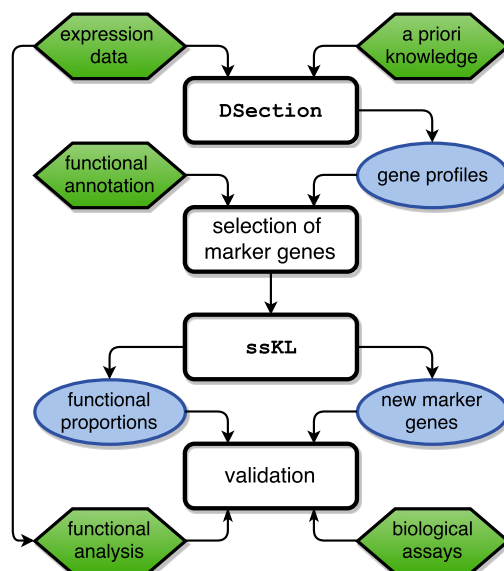 expression
data
a priori
knowledge
DSection
functional
annotation
gene profiles
selection of
marker genes
ssKL
functional
proportions
new marker
genes
validation
functional
analysis
biological
assays